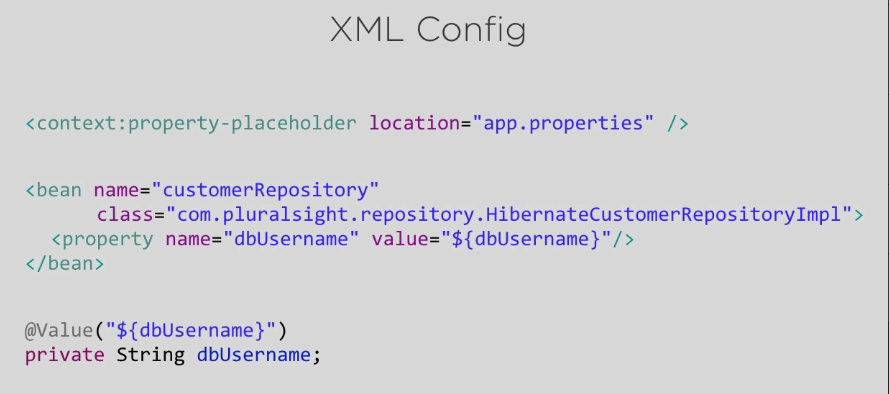 XML Config
<context:property-placeholder location="app.properties" />
<bean name="customerRepository"
class="com.pluralsight.repository.HibernateCustomerRepositoryImpl">
<property name="dbUsername" value="${dbUsername}"/>
</bean>
@Value("${dbUsername}")
private String dbUsername;